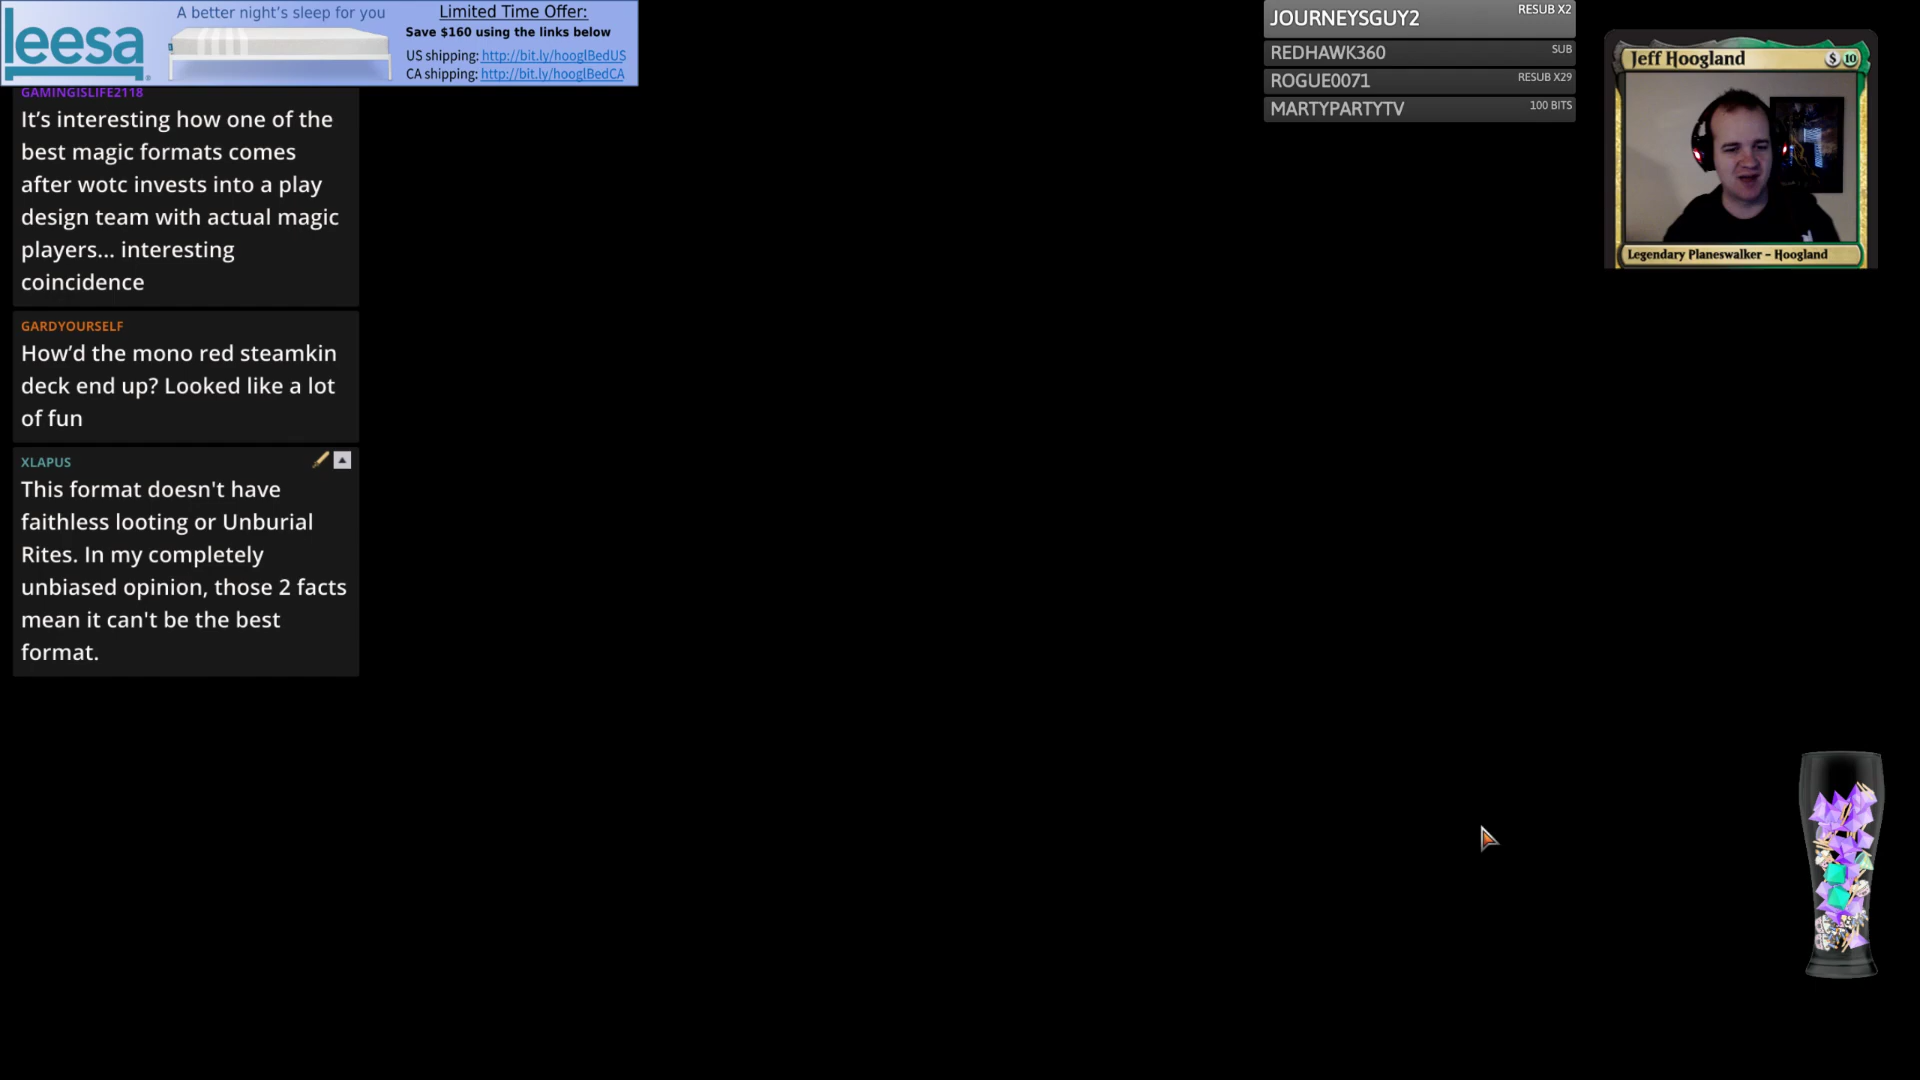 leesa
A better night's sleep for you
Limited Time Offer:
Save $160 using the links below
US shipping: http://bit.ly/hooglBedUS
CA shipping: http://bit.ly/hooglBedCA
GAMINGISLIFE2118
It's interesting how one of the
best magic formats comes
after wotc invests into a play
design team with actual magic
players... interesting
coincidence
GARDYOURSELF
How'd the mono red steamkin
deck end up? Looked like a lot
of fun
XLAPUS
This format doesn't have
faithless looting or Unburial
Rites. In my completely
unbiased opinion, those 2 facts
mean it can't be the best
format.
JOURNEYSGUY2 RESUB X2
REDHAWK360 SUB
ROGUE0071 RESUB X29
MARTYPARTYTV 100 BITS
Jeff Hoogland $ 10
Legendary Planeswalker - Hoogland